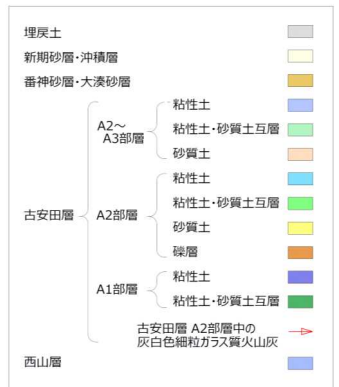 埋戻土
新期砂層・沖積層
番神砂層・大湊砂層
古安田層
A2～
A3部層
粘性土
粘性土・砂質土互層
砂質土
A2部層
粘性土
粘性土・砂質土互層
砂質土
礫層
A1部層
粘性土
粘性土・砂質土互層
古安田層 A2部層中の
灰白色細粒ガラス質火山灰
西山層